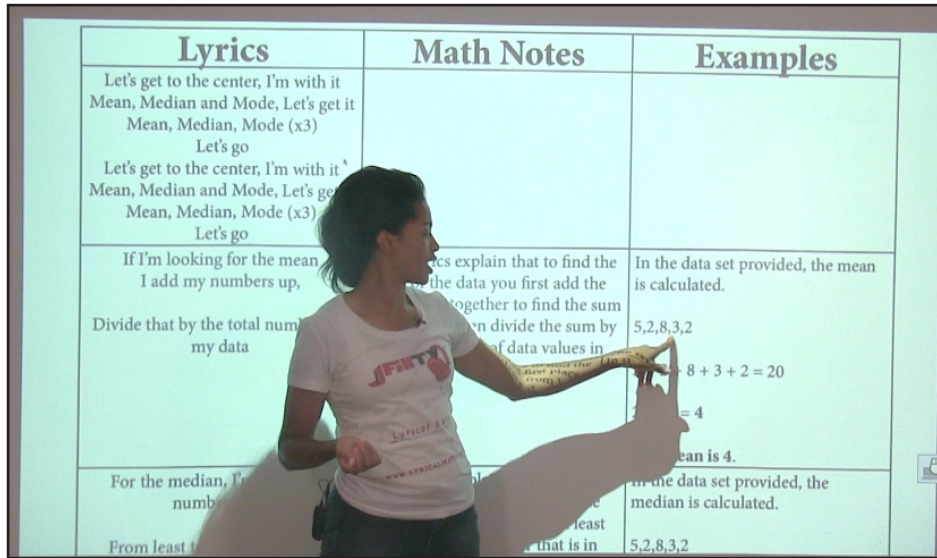 Lyrics
Math Notes
Examples
Let's get to the center, I'm with it
Mean, Median and Mode, Let's get it
Mean, Median, Mode (x3)
Let's go
Let's get to the center, I'm with it
Mean, Median and Mode, Let's
Mean, Median, Mode (x3)
Let's go
If I'm looking for the mean
I add my numbers up,
Divide that by the total
my data
explain that to find the
the data you first add the
together to find the sum
divide the sum by
of data values in
In the data set provided, the mean
is calculated.
5,2,8,3,2
8 + 3 + 2 = 20
= 4
is 4.
For the median,
From least
least
that is in
the data set provided, the
median is calculated.
5,2,8,3,2
JFit
Lyrical